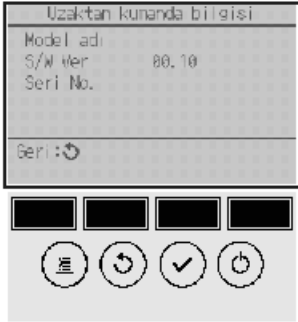 Uzaktan kumanda bilgisi
Model adı
S/W Ver 00.10
Seri No.
Geri: